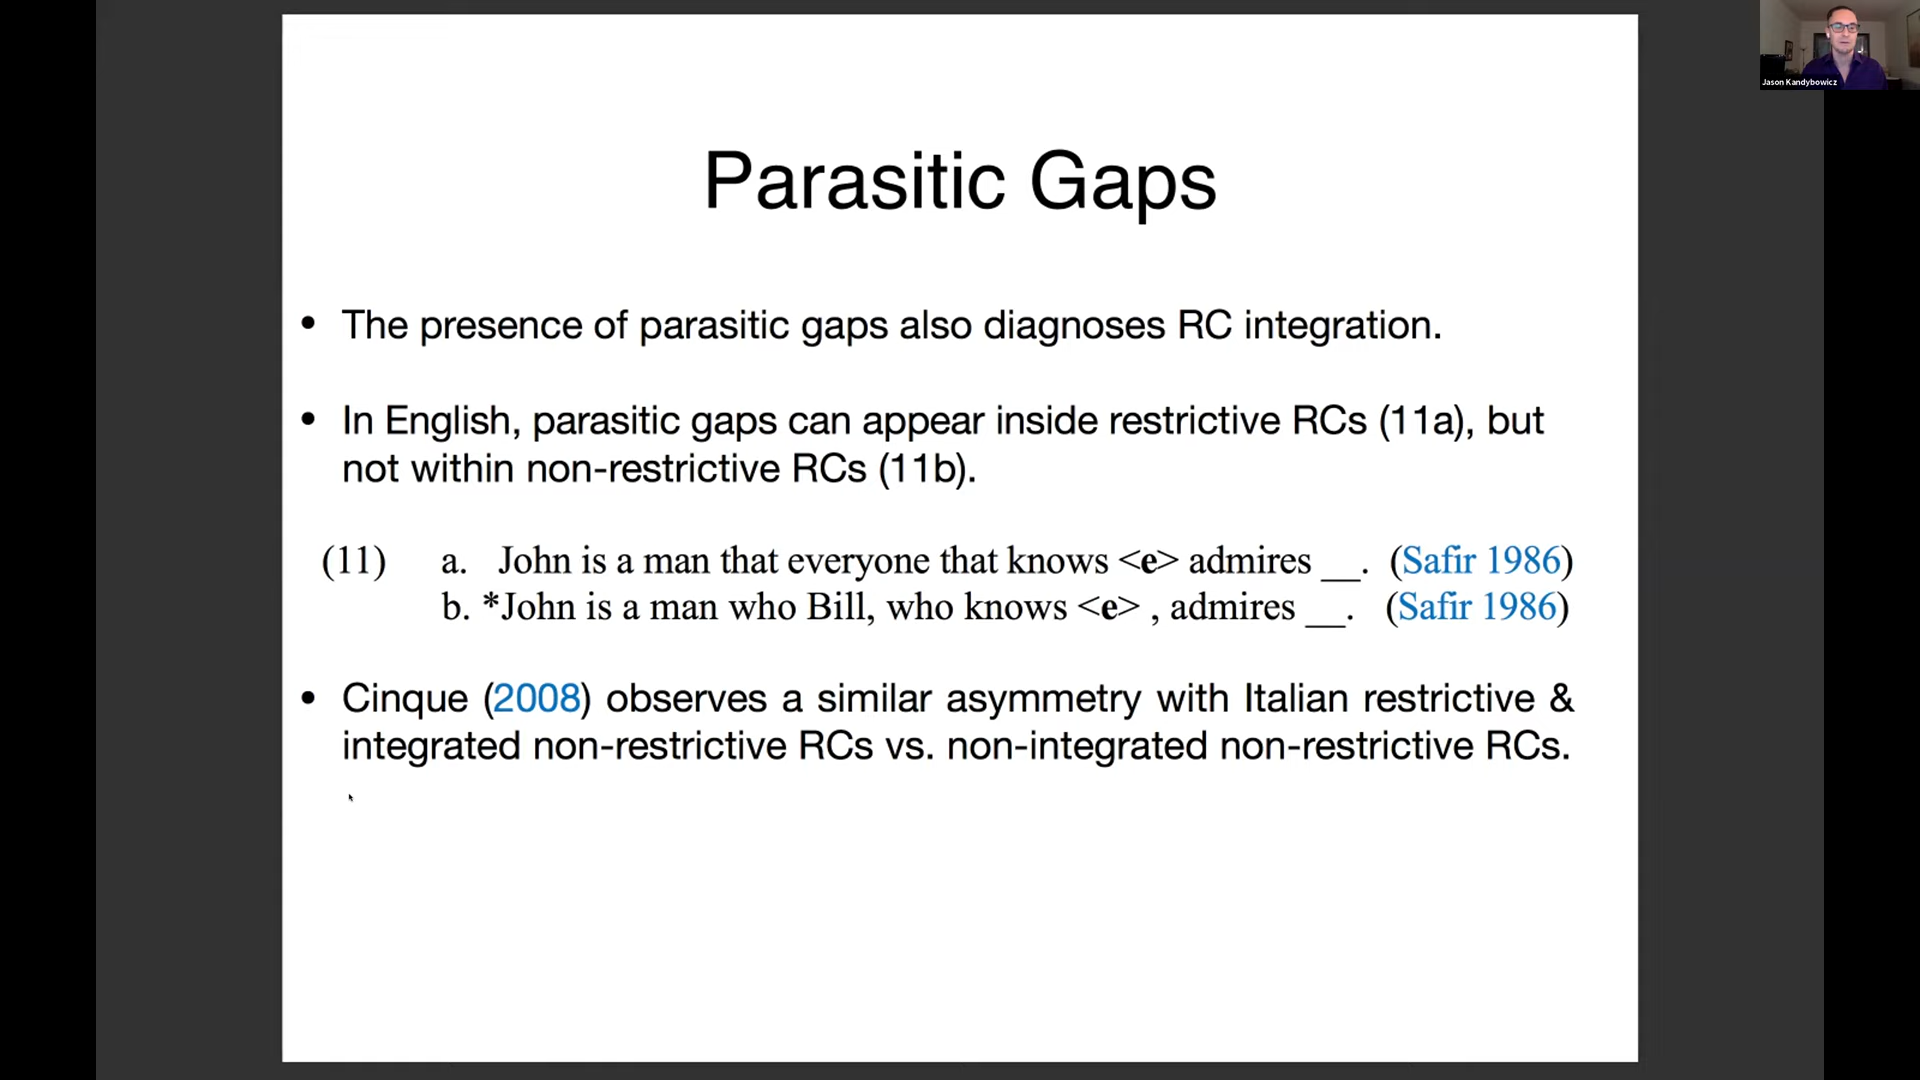 Jason Kandybowicz
Parasitic Gaps
• The presence of parasitic gaps also diagnoses RC integration.
• In English, parasitic gaps can appear inside restrictive RCs (11a), but
not within non-restrictive RCs (11b).
(11) a. John is a man that everyone that knows <e> admires __. (Safir 1986)
b. *John is a man who Bill, who knows <e> , admires __. (Safir 1986)
• Cinque (2008) observes a similar asymmetry with Italian restrictive &
integrated non-restrictive RCs vs. non-integrated non-restrictive RCs.